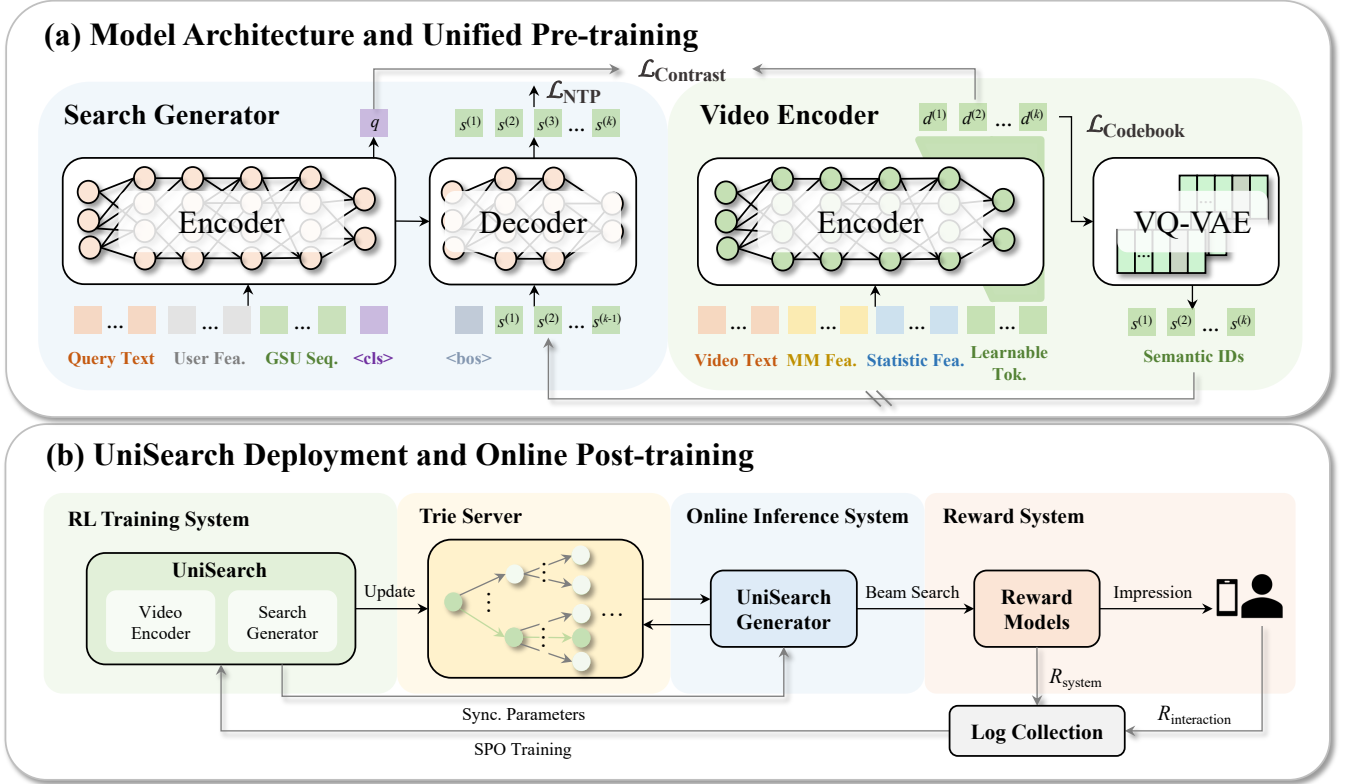 (a) Model Architecture and Unified Pre-training
ℒContrast
Search Generator
q
ℒNTP
s(1) s(2) s(3) ... s(k)
Encoder
Decoder
... ... ...
Query Text User Fea. GSU Seq. <cls>
s(1) s(2) ... s(k-1)
<bos>
Video Encoder
d(1) d(2) ... d(k)
ℒCodebook
Encoder
VQ-VAE
... ... ... ...
Video Text MM Fea. Statistic Fea. Learnable
Tok.
s(1) s(2) ... s(k)
Semantic IDs
(b) UniSearch Deployment and Online Post-training
RL Training System
Trie Server
Online Inference System
Reward System
UniSearch
Video
Encoder
Search
Generator
Update
...
UniSearch
Generator
Beam Search
Reward
Models
Impression
Rsystem
Rinteraction
Log Collection
Sync. Parameters
SPO Training